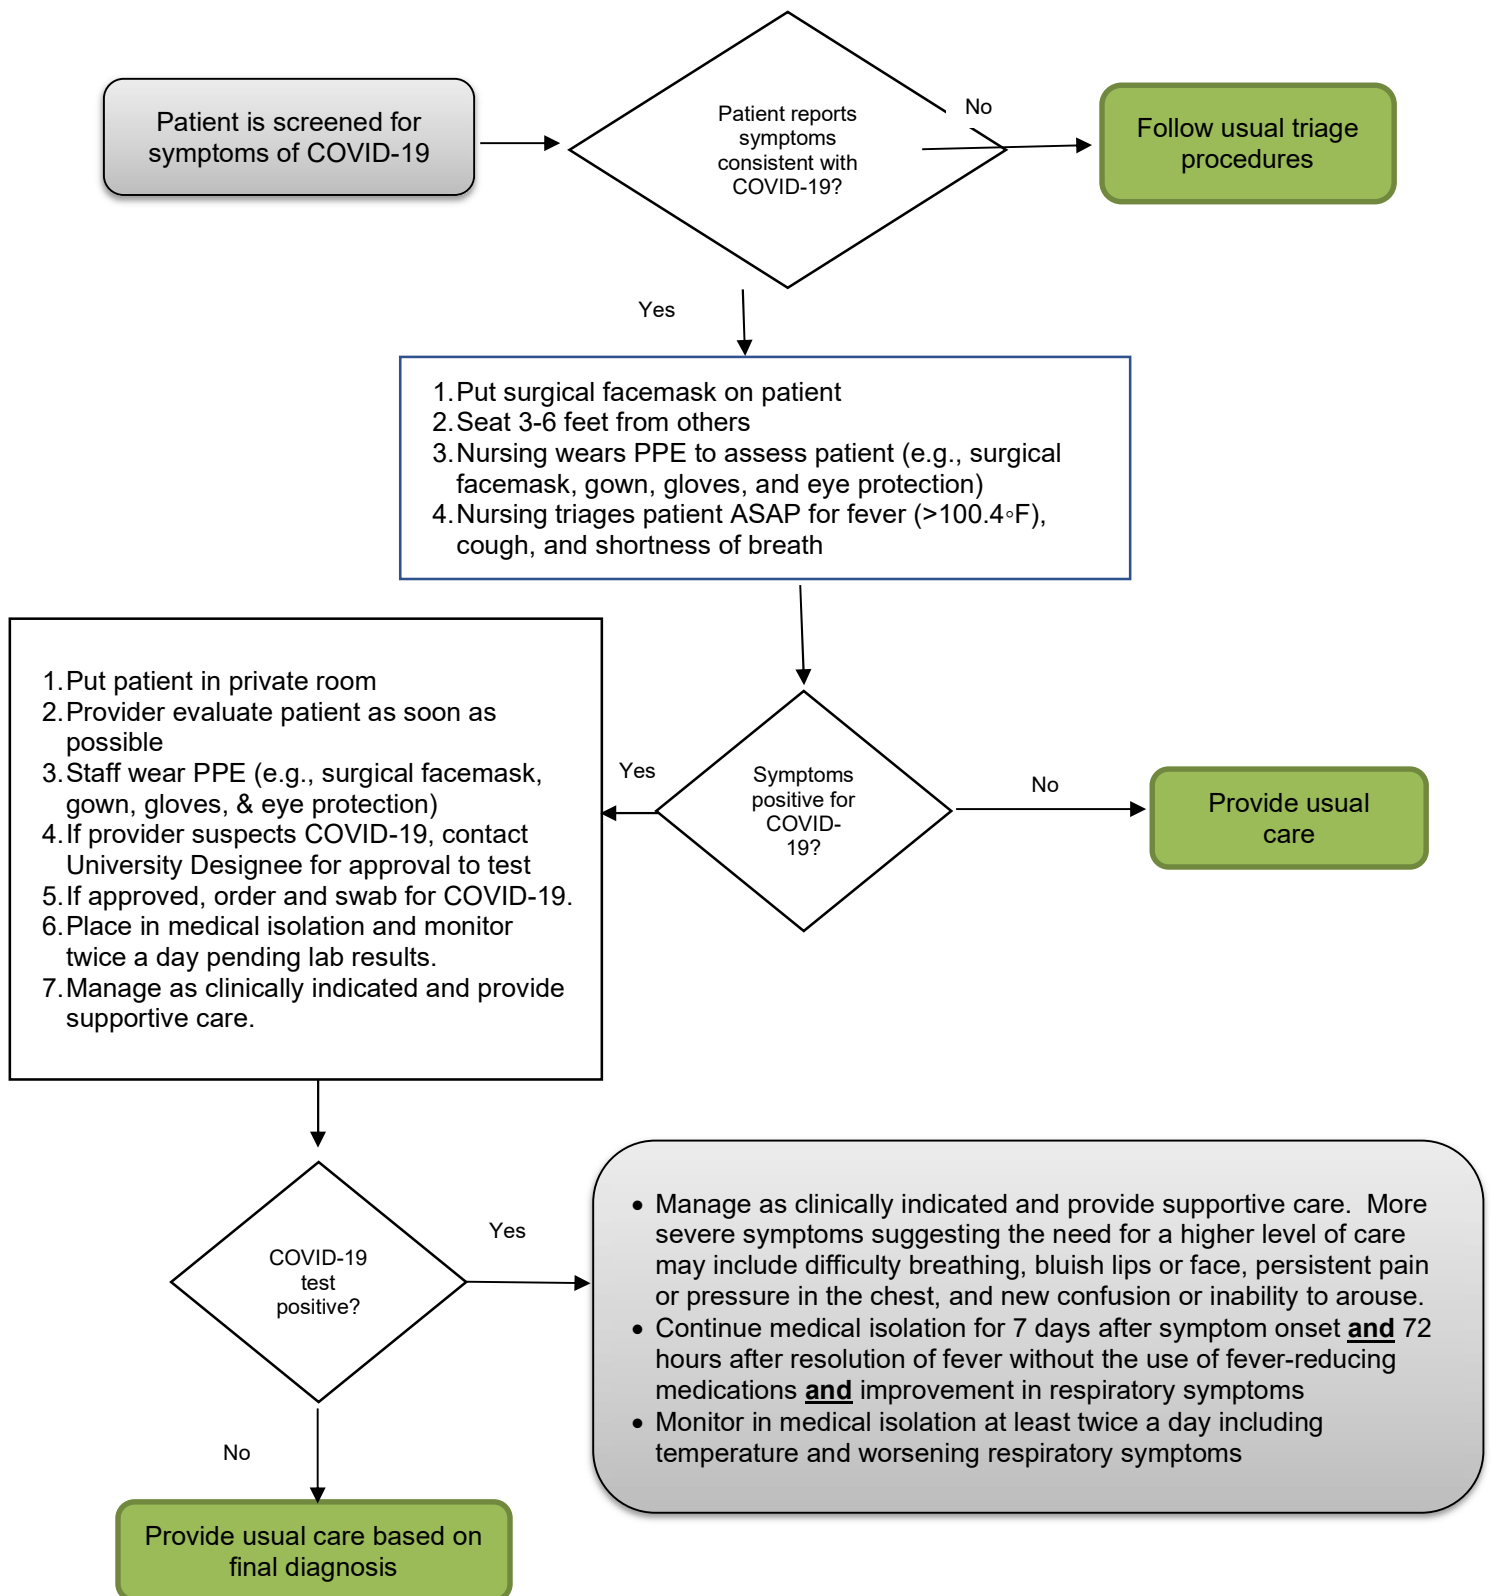 Patient is screened for
symptoms of COVID-19
Patient reports
symptoms
consistent with
COVID-19?
No
Follow usual triage
procedures
Yes
1.Put surgical facemask on patient
2.Seat 3-6 feet from others
3.Nursing wears PPE to assess patient (e.g., surgical
facemask, gown, gloves, and eye protection)
4.Nursing triages patient ASAP for fever (>100.4◦F),
cough, and shortness of breath
1.Put patient in private room
2.Provider evaluate patient as soon as
possible
3.Staff wear PPE (e.g., surgical facemask,
gown, gloves, & eye protection)
4.If provider suspects COVID-19, contact
University Designee for approval to test
5.If approved, order and swab for COVID-19.
6.Place in medical isolation and monitor
twice a day pending lab results.
7.Manage as clinically indicated and provide
supportive care.
Yes
Symptoms
positive for
COVID-
19?
No
Provide usual
care
COVID-19
test
positive?
Yes
• Manage as clinically indicated and provide supportive care.  More
severe symptoms suggesting the need for a higher level of care
may include difficulty breathing, bluish lips or face, persistent pain
or pressure in the chest, and new confusion or inability to arouse.
• Continue medical isolation for 7 days after symptom onset and 72
hours after resolution of fever without the use of fever-reducing
medications and improvement in respiratory symptoms
• Monitor in medical isolation at least twice a day including
temperature and worsening respiratory symptoms
No
Provide usual care based on
final diagnosis